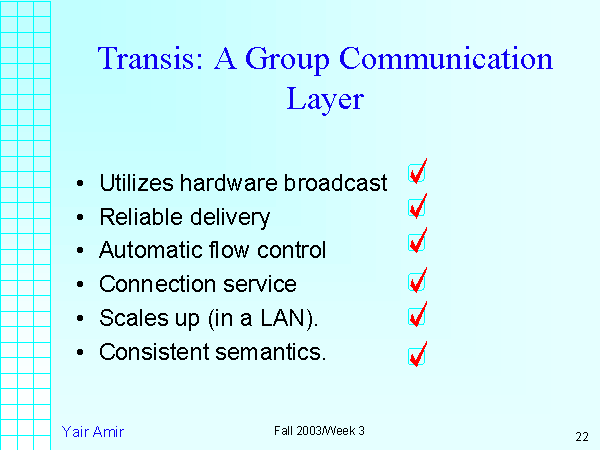 Transis: A Group Communication
Layer
• Utilizes hardware broadcast
• Reliable delivery
• Automatic flow control
• Connection service
• Scales up (in a LAN).
• Consistent semantics.
Yair Amir
Fall 2003/Week 3
22